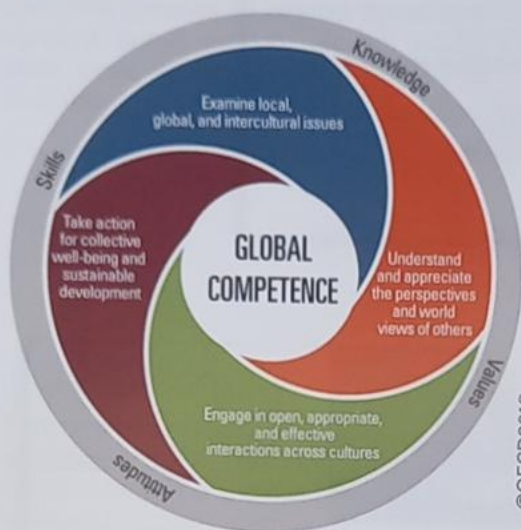 Knowledge
Skills
Examine local,
global, and intercultural issues
Take action
for collective
well-being and
sustainable
development
GLOBAL
COMPETENCE
Understand
and appreciate
the perspectives
and world
views of others
Engage in open, appropriate,
and effective
interactions across cultures
Values
Attitudes